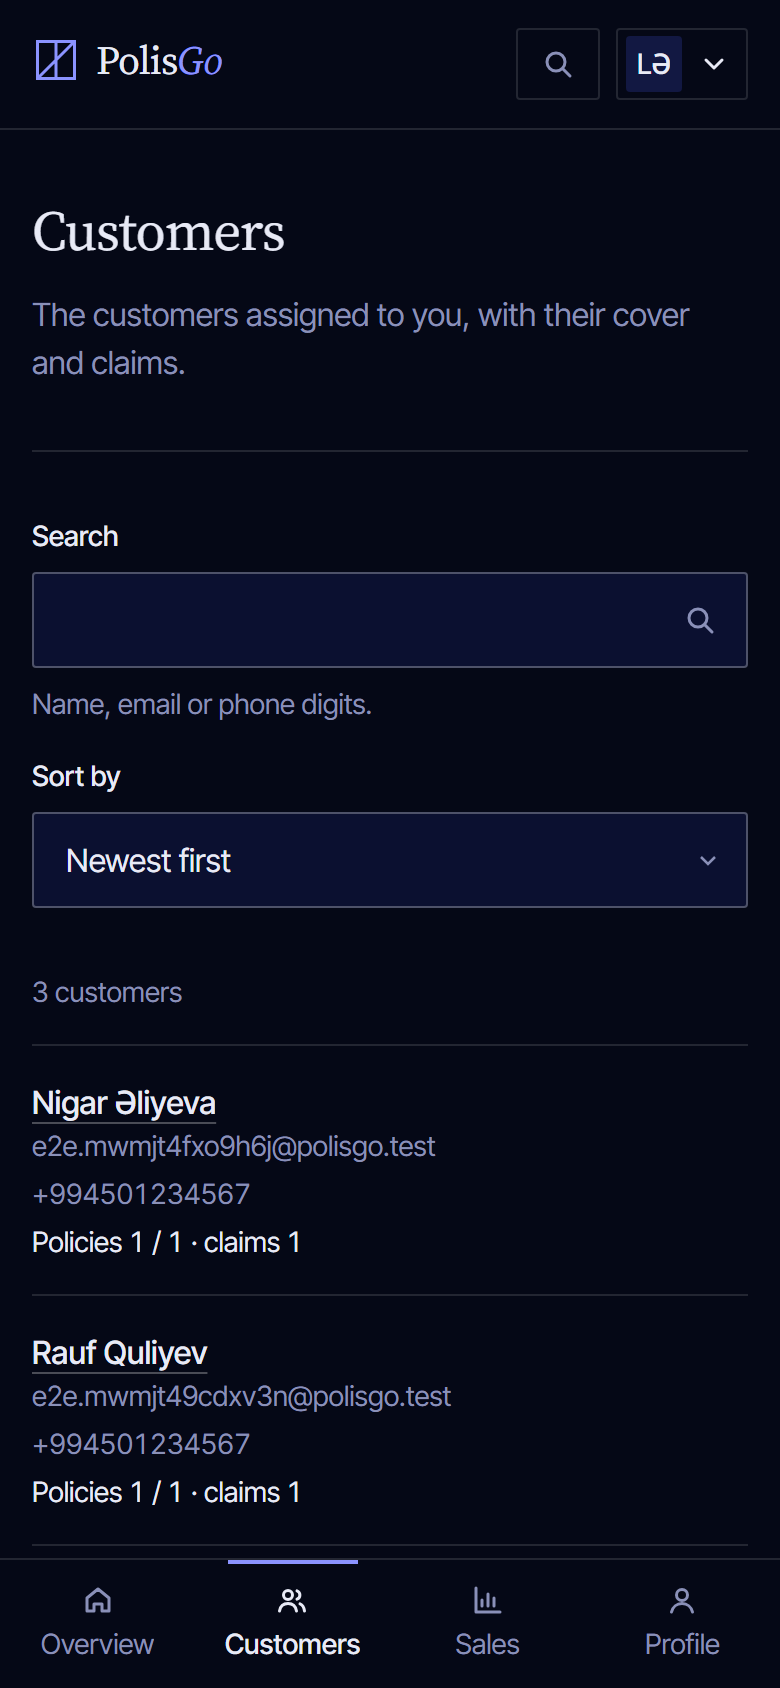 PolisGo
LƏ
Customers
The customers assigned to you, with their cover
and claims.
Search
Name, email or phone digits.
Sort by
Newest first
3 customers
Nigar Əliyeva
e2e.mwmjt4fxo9h6j@polisgo.test
+994501234567
Policies 1 / 1 · claims 1
Rauf Quliyev
e2e.mwmjt49cdxv3n@polisgo.test
+994501234567
Policies 1 / 1 · claims 1
Overview
Customers
Sales
Profile